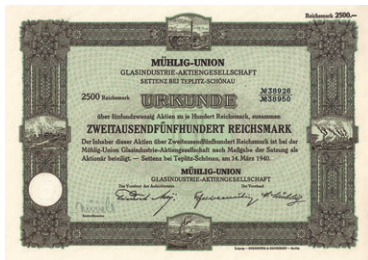 Reichsmark 2500.—
MÜHLIG-UNION
GLASINDUSTRIE-AKTIENGESELLSCHAFT
SETTENZ BEI TEPLITZ-SCHÖNAU
2500 Reichsmark
№38926
№38950
URKUNDE
über fünfundzwanzig Aktien zu je Hundert Reichsmark, zusammen
ZWEITAUSENDFÜNFHUNDERT REICHSMARK
Der Inhaber dieser Aktien über Zweitausendfünfhundert Reichsmark ist bei der
Mühlig-Union Glasindustrie-Aktiengesellschaft nach Maßgabe der Satzung als
Aktionär beteiligt. — Settenz bei Teplitz-Schönau, am 14. März 1940.
MÜHLIG-UNION
GLASINDUSTRIE-AKTIENGESELLSCHAFT
Der Vorsitzer des Aufsichtsrates
Der Vorstand